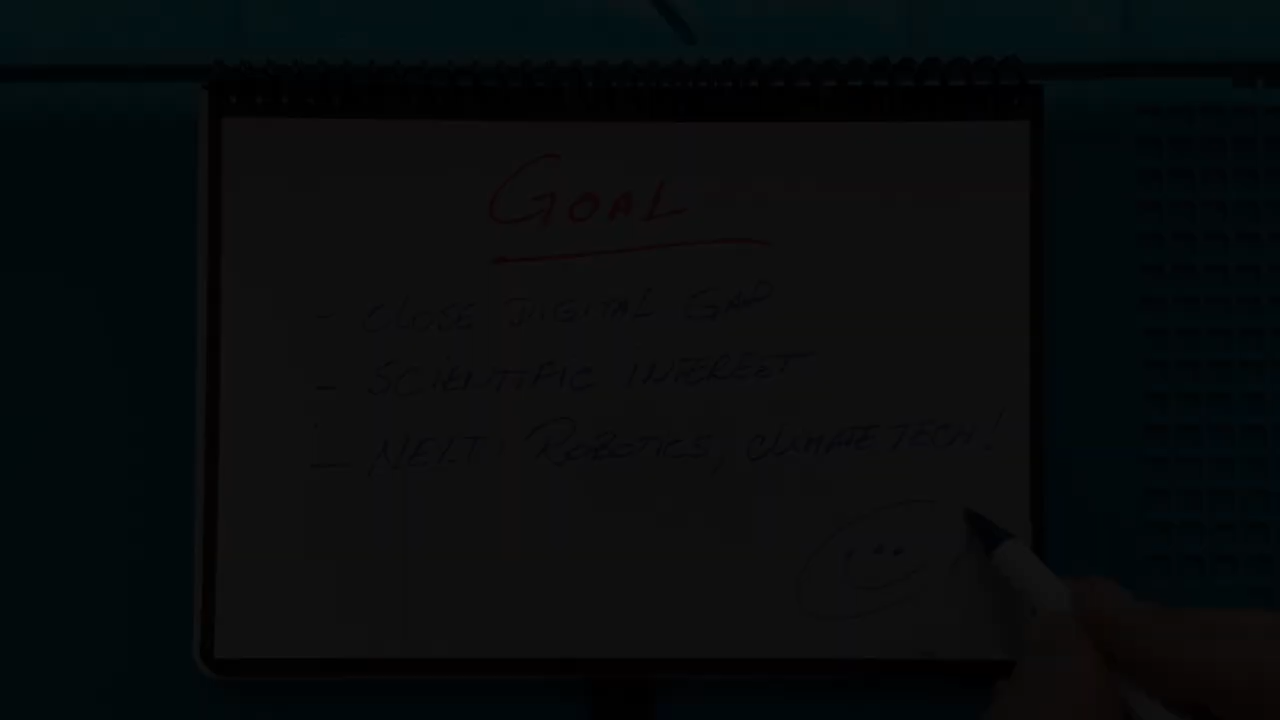 GOAL
- CLOSE DIGITAL GAP
- SCIENTIFIC INTEREST
- NEXT: ROBOTICS, CLIMATE TECH!